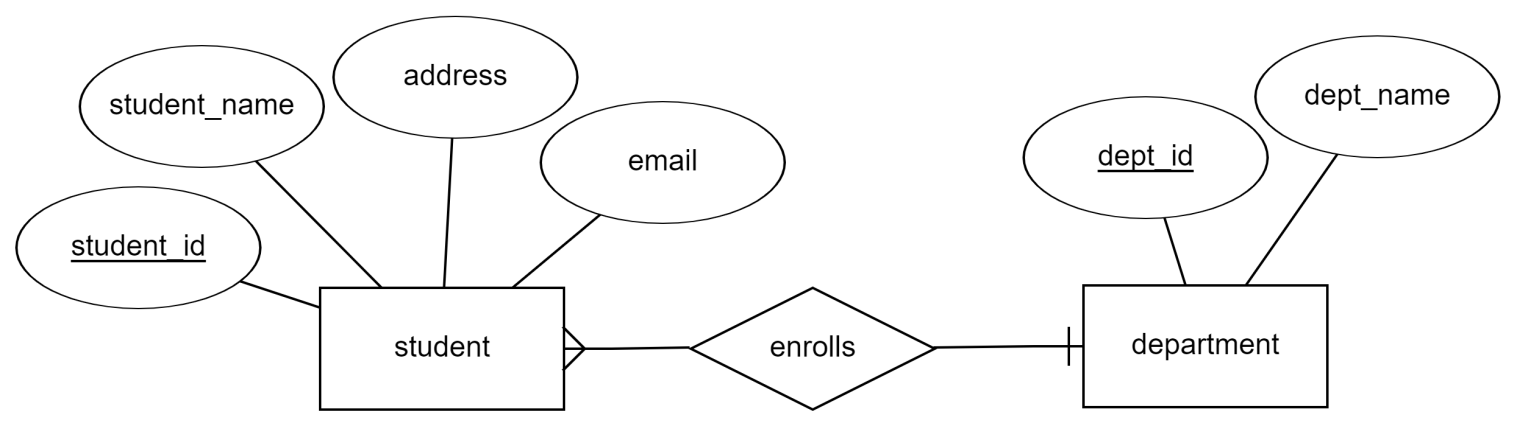 address
dept_name
student_name
email
dept_id
student_id
student
enrolls
department